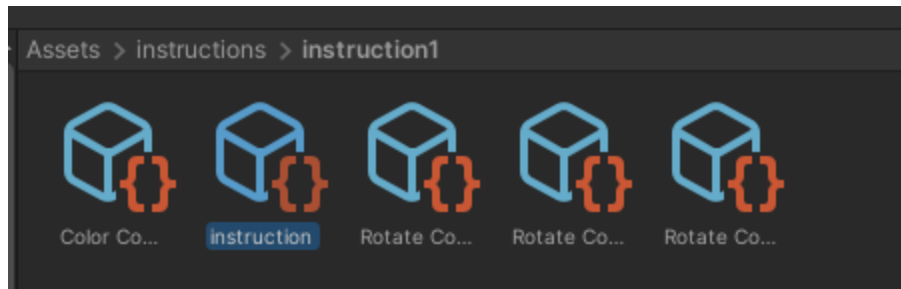 Assets > instructions > instruction1
Color Co...
instruction
Rotate Co...
Rotate Co...
Rotate Co...